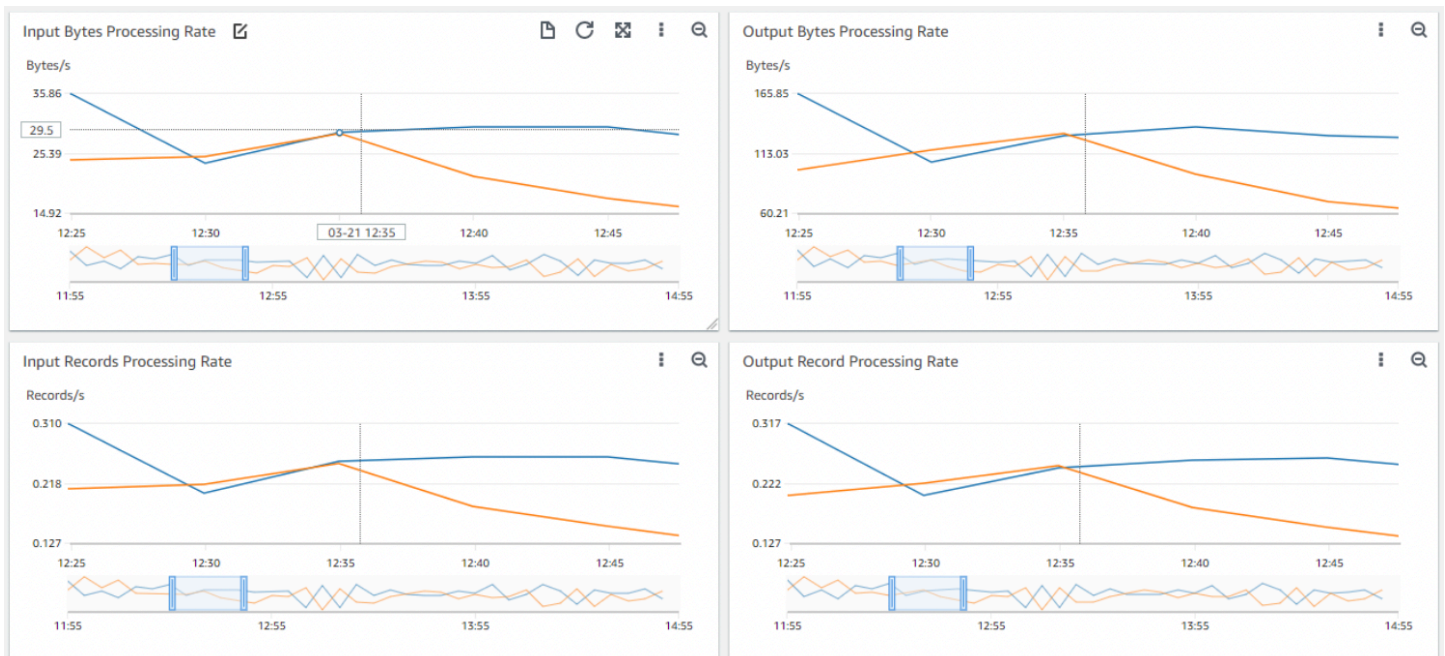 Input Bytes Processing Rate
Bytes/s
35.86
29.5
25.39
14.92
12:25 12:30 03-21 12:35 12:40 12:45
11:55 12:55 13:55 14:55
Output Bytes Processing Rate
Bytes/s
165.85
113.03
60.21
12:25 12:30 12:35 12:40 12:45
11:55 12:55 13:55 14:55
Input Records Processing Rate
Records/s
0.310
0.218
0.127
12:25 12:30 12:35 12:40 12:45
11:55 12:55 13:55 14:55
Output Record Processing Rate
Records/s
0.317
0.222
0.127
12:25 12:30 12:35 12:40 12:45
11:55 12:55 13:55 14:55